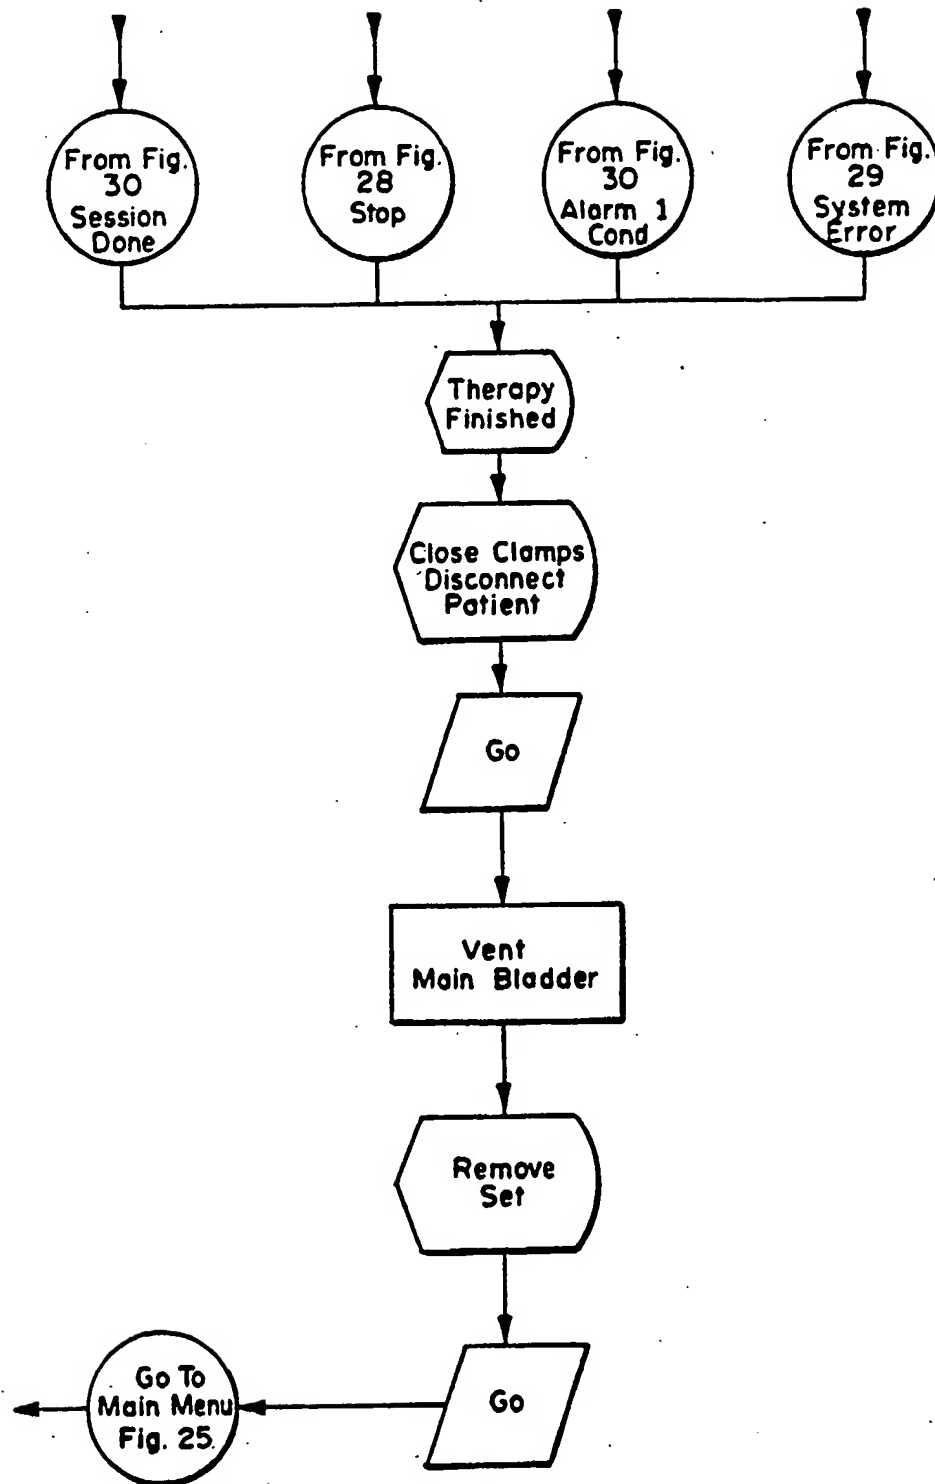 From Fig.
30
Session
Done
From Fig.
28
Stop
From Fig.
30
Alarm 1
Cond
From Fig.
29
System
Error
Therapy
Finished
Close Clamps
Disconnect
Patient
Go
Vent
Main Bladder
Remove
Set
Go
Go To
Main Menu
Fig. 25